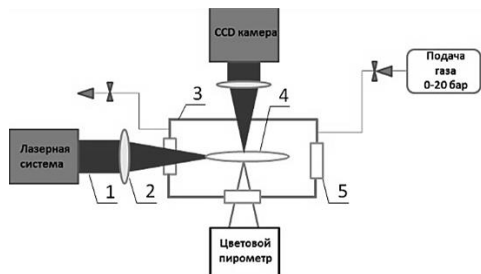 CCD камера
Подача
газа
0-20 бар
3
4
Лазерная
система
1
2
5
Цветовой
пирометр